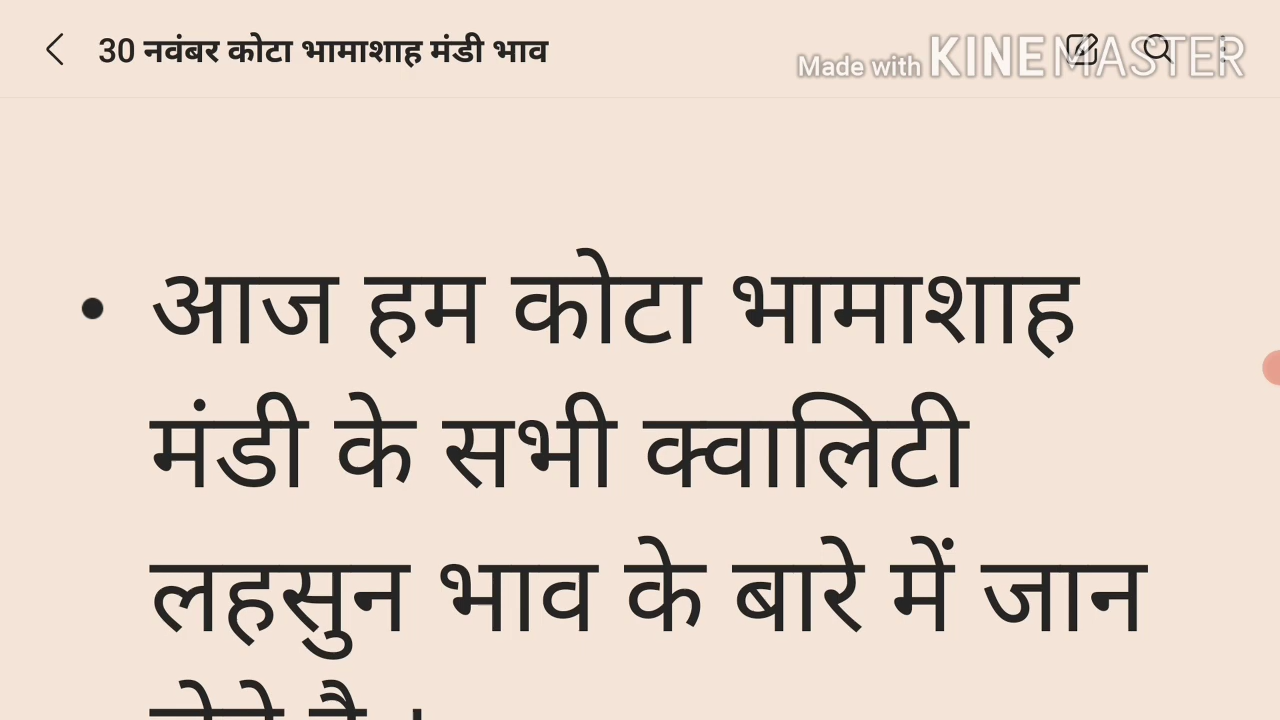 30 नवंबर कोटा भामाशाह मंडी भाव
Made with KINEMASTER
आज हम कोटा भामाशाह
मंडी के सभी क्वालिटी
लहसुन भाव के बारे में जान